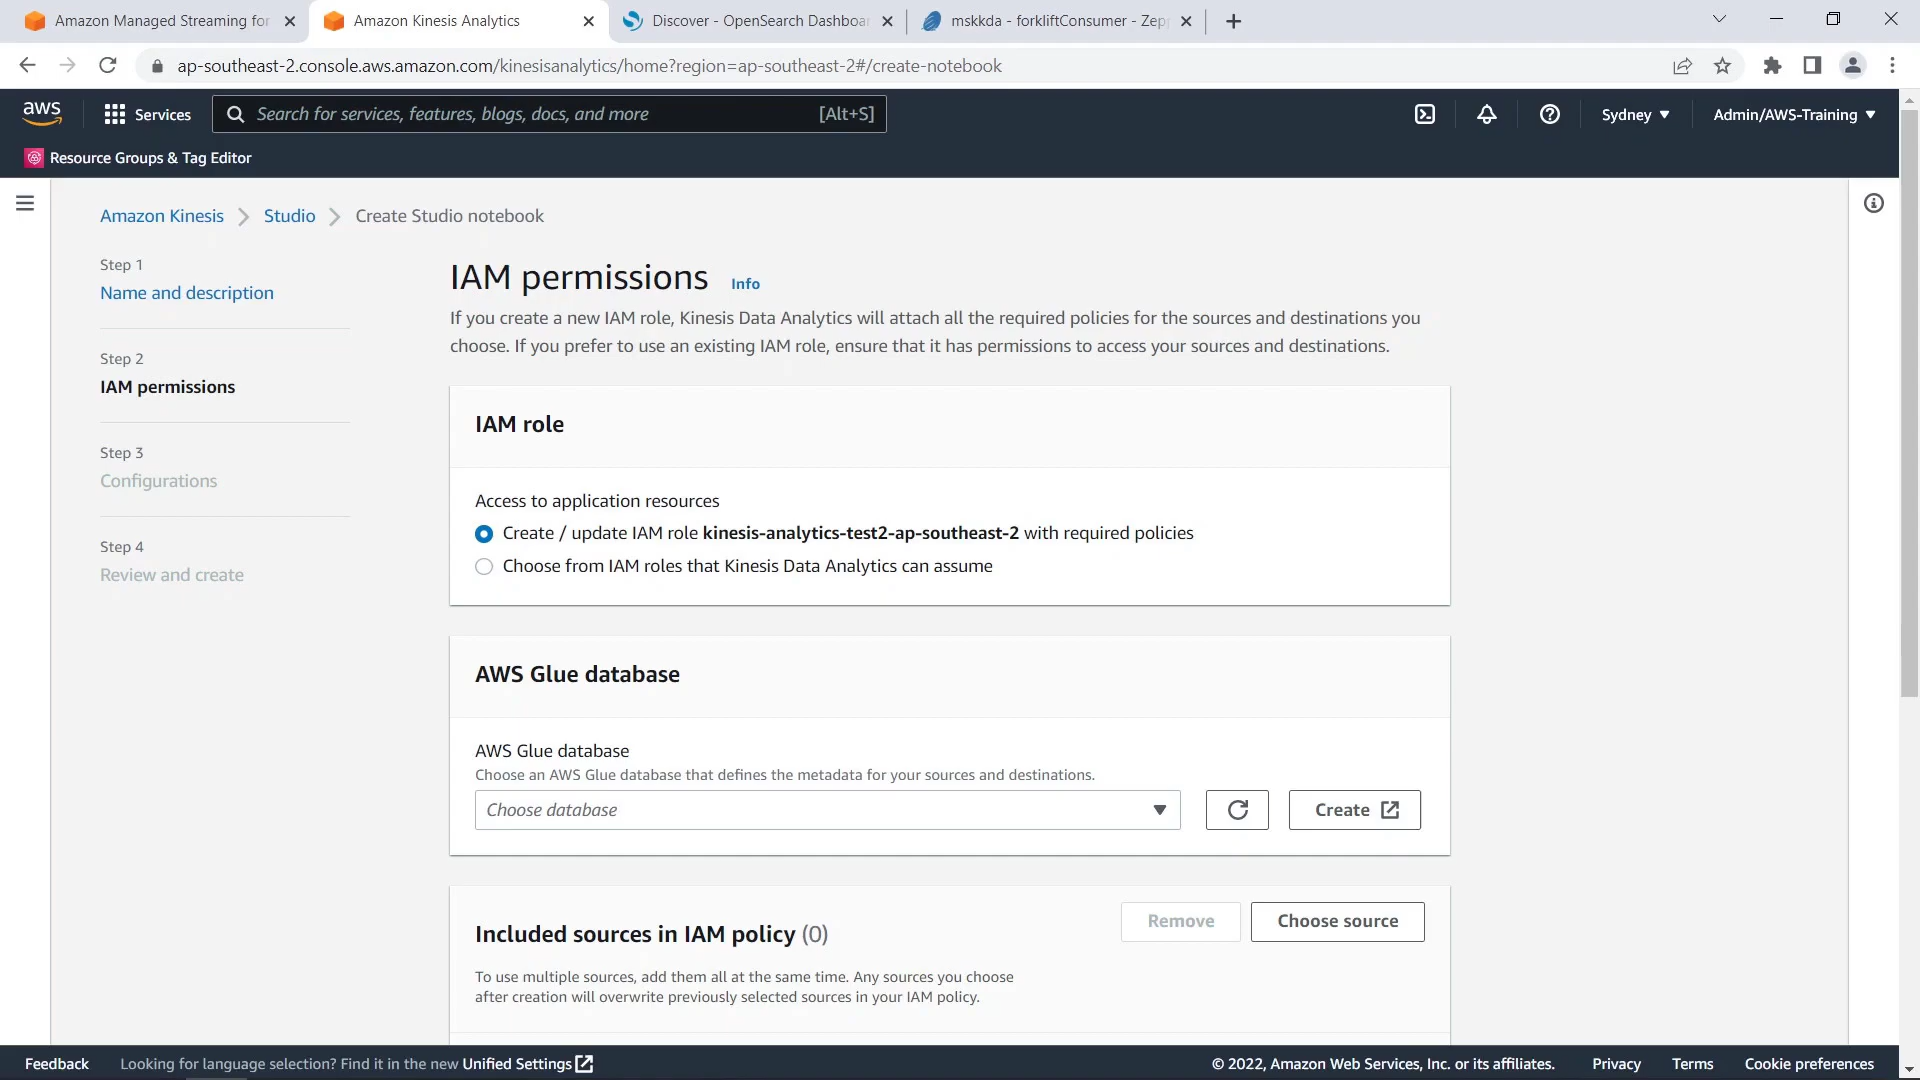 Amazon Managed Streaming for
Amazon Kinesis Analytics
Discover - OpenSearch Dashboar
mskkda - forkliftConsumer - Zepp
ap-southeast-2.console.aws.amazon.com/kinesisanalytics/home?region=ap-southeast-2#/create-notebook
aws
Services
Search for services, features, blogs, docs, and more
[Alt+S]
Sydney
Admin/AWS-Training
Resource Groups & Tag Editor
Amazon Kinesis
Studio
Create Studio notebook
Step 1
Name and description
Step 2
IAM permissions
Step 3
Configurations
Step 4
Review and create
IAM permissions Info
If you create a new IAM role, Kinesis Data Analytics will attach all the required policies for the sources and destinations you
choose. If you prefer to use an existing IAM role, ensure that it has permissions to access your sources and destinations.
IAM role
Access to application resources
Create / update IAM role kinesis-analytics-test2-ap-southeast-2 with required policies
Choose from IAM roles that Kinesis Data Analytics can assume
AWS Glue database
AWS Glue database
Choose an AWS Glue database that defines the metadata for your sources and destinations.
Choose database
Create
Included sources in IAM policy (0)
Remove
Choose source
To use multiple sources, add them all at the same time. Any sources you choose
after creation will overwrite previously selected sources in your IAM policy.
Feedback
Looking for language selection? Find it in the new Unified Settings
© 2022, Amazon Web Services, Inc. or its affiliates.
Privacy
Terms
Cookie preferences